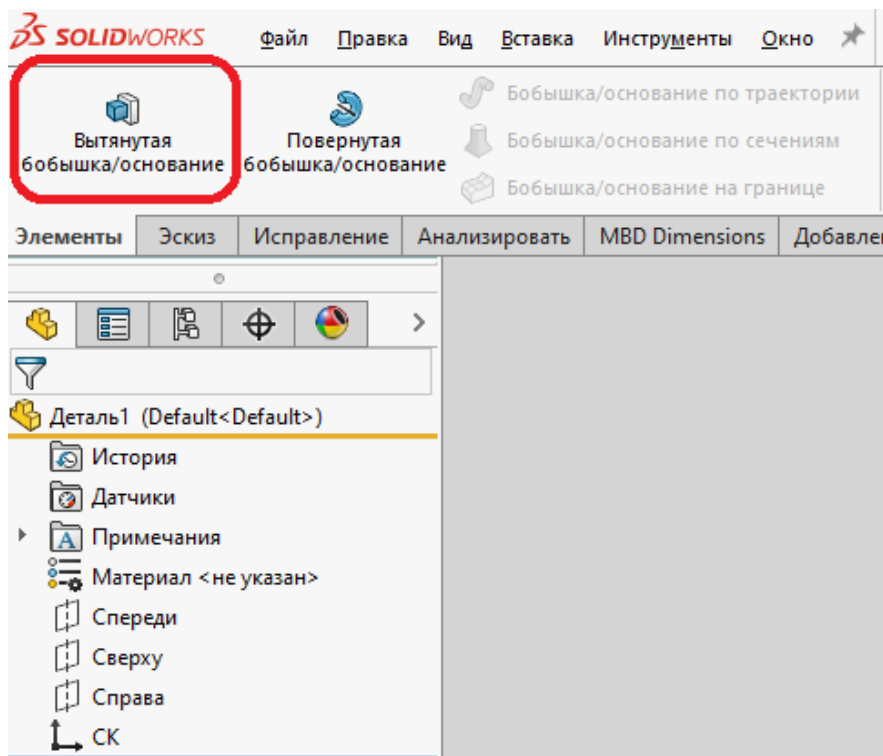 SOLIDWORKS Файл Правка Вид Вставка Инструменты Окно
Вытянутая
бобышка/основание
Повернутая
бобышка/основание
Бобышка/основание по траектории
Бобышка/основание по сечениям
Бобышка/основание на границе
Элементы Эскиз Исправление Анализировать MBD Dimensions Добавле
Деталь1 (Default<Default>)
История
Датчики
Примечания
Материал <не указан>
Спереди
Сверху
Справа
СК